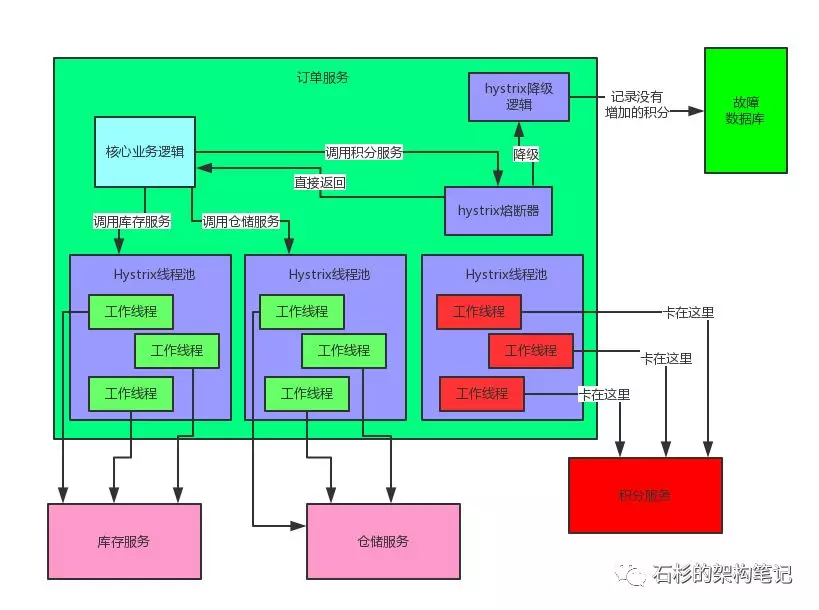 订单服务
hystrix降级
逻辑
记录没有
增加的积分
故障
数据库
核心业务逻辑
调用积分服务
降级
直接返回
hystrix熔断器
调用库存服务
调用仓储服务
Hystrix线程池
工作线程
工作线程
工作线程
Hystrix线程池
工作线程
工作线程
工作线程
Hystrix线程池
工作线程
工作线程
工作线程
卡在这里
卡在这里
卡在这里
库存服务
仓储服务
积分服务
石杉的架构笔记